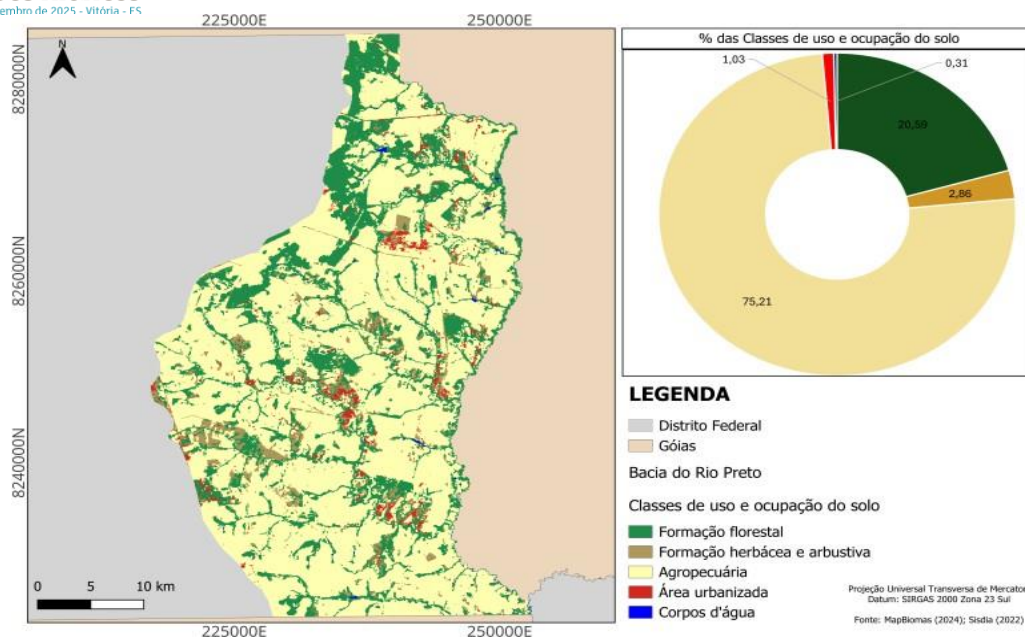 embro de 2025 - Vitória - ES
225000E
250000E
N
8280000N
8260000N
8240000N
0 5 10 km
225000E
250000E
% das Classes de uso e ocupação do solo
1,03
0,31
20,59
2,86
75,21
LEGENDA
Distrito Federal
Góias
Bacia do Rio Preto
Classes de uso e ocupação do solo
Formação florestal
Formação herbácea e arbustiva
Agropecuária
Área urbanizada
Corpos d'água
Projeção Universal Transversa de Mercator
Datum: SIRGAS 2000 Zona 23 Sul
Fonte: MapBiomas (2024); Sisdia (2022)